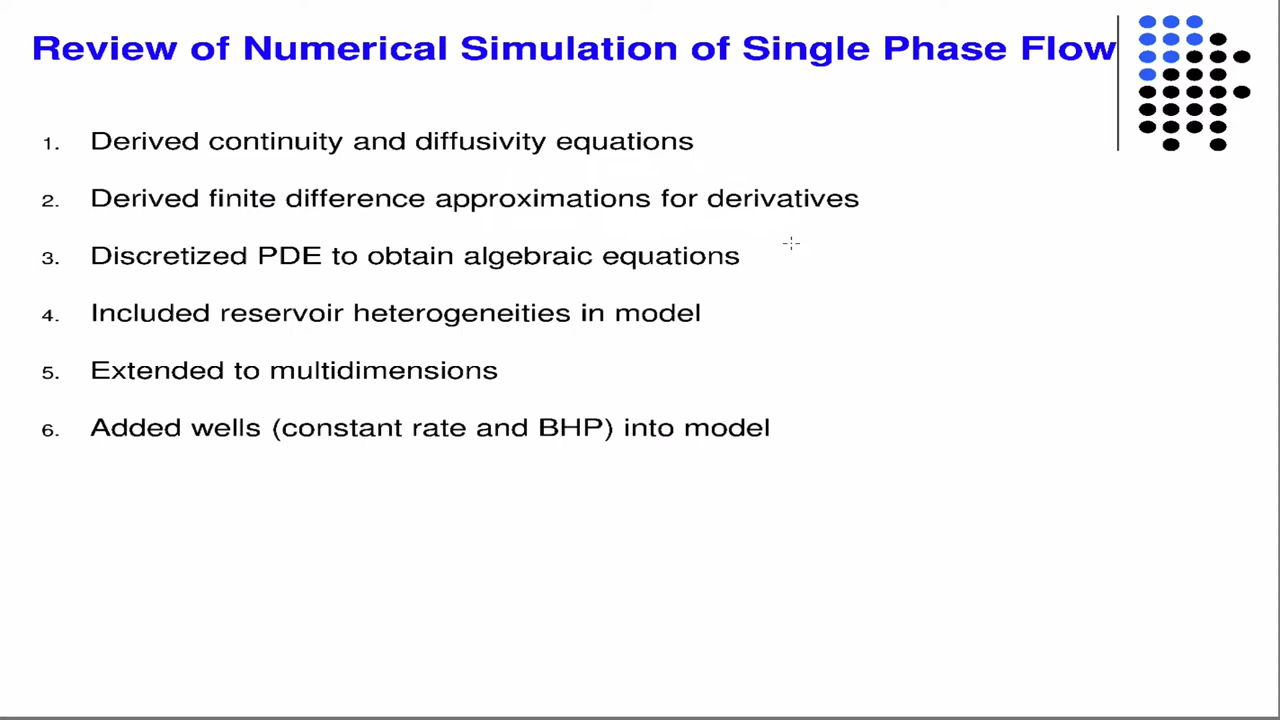 Review of Numerical Simulation of Single Phase Flow
1. Derived continuity and diffusivity equations
2. Derived finite difference approximations for derivatives
3. Discretized PDE to obtain algebraic equations
4. Included reservoir heterogeneities in model
5. Extended to multidimensions
6. Added wells (constant rate and BHP) into model